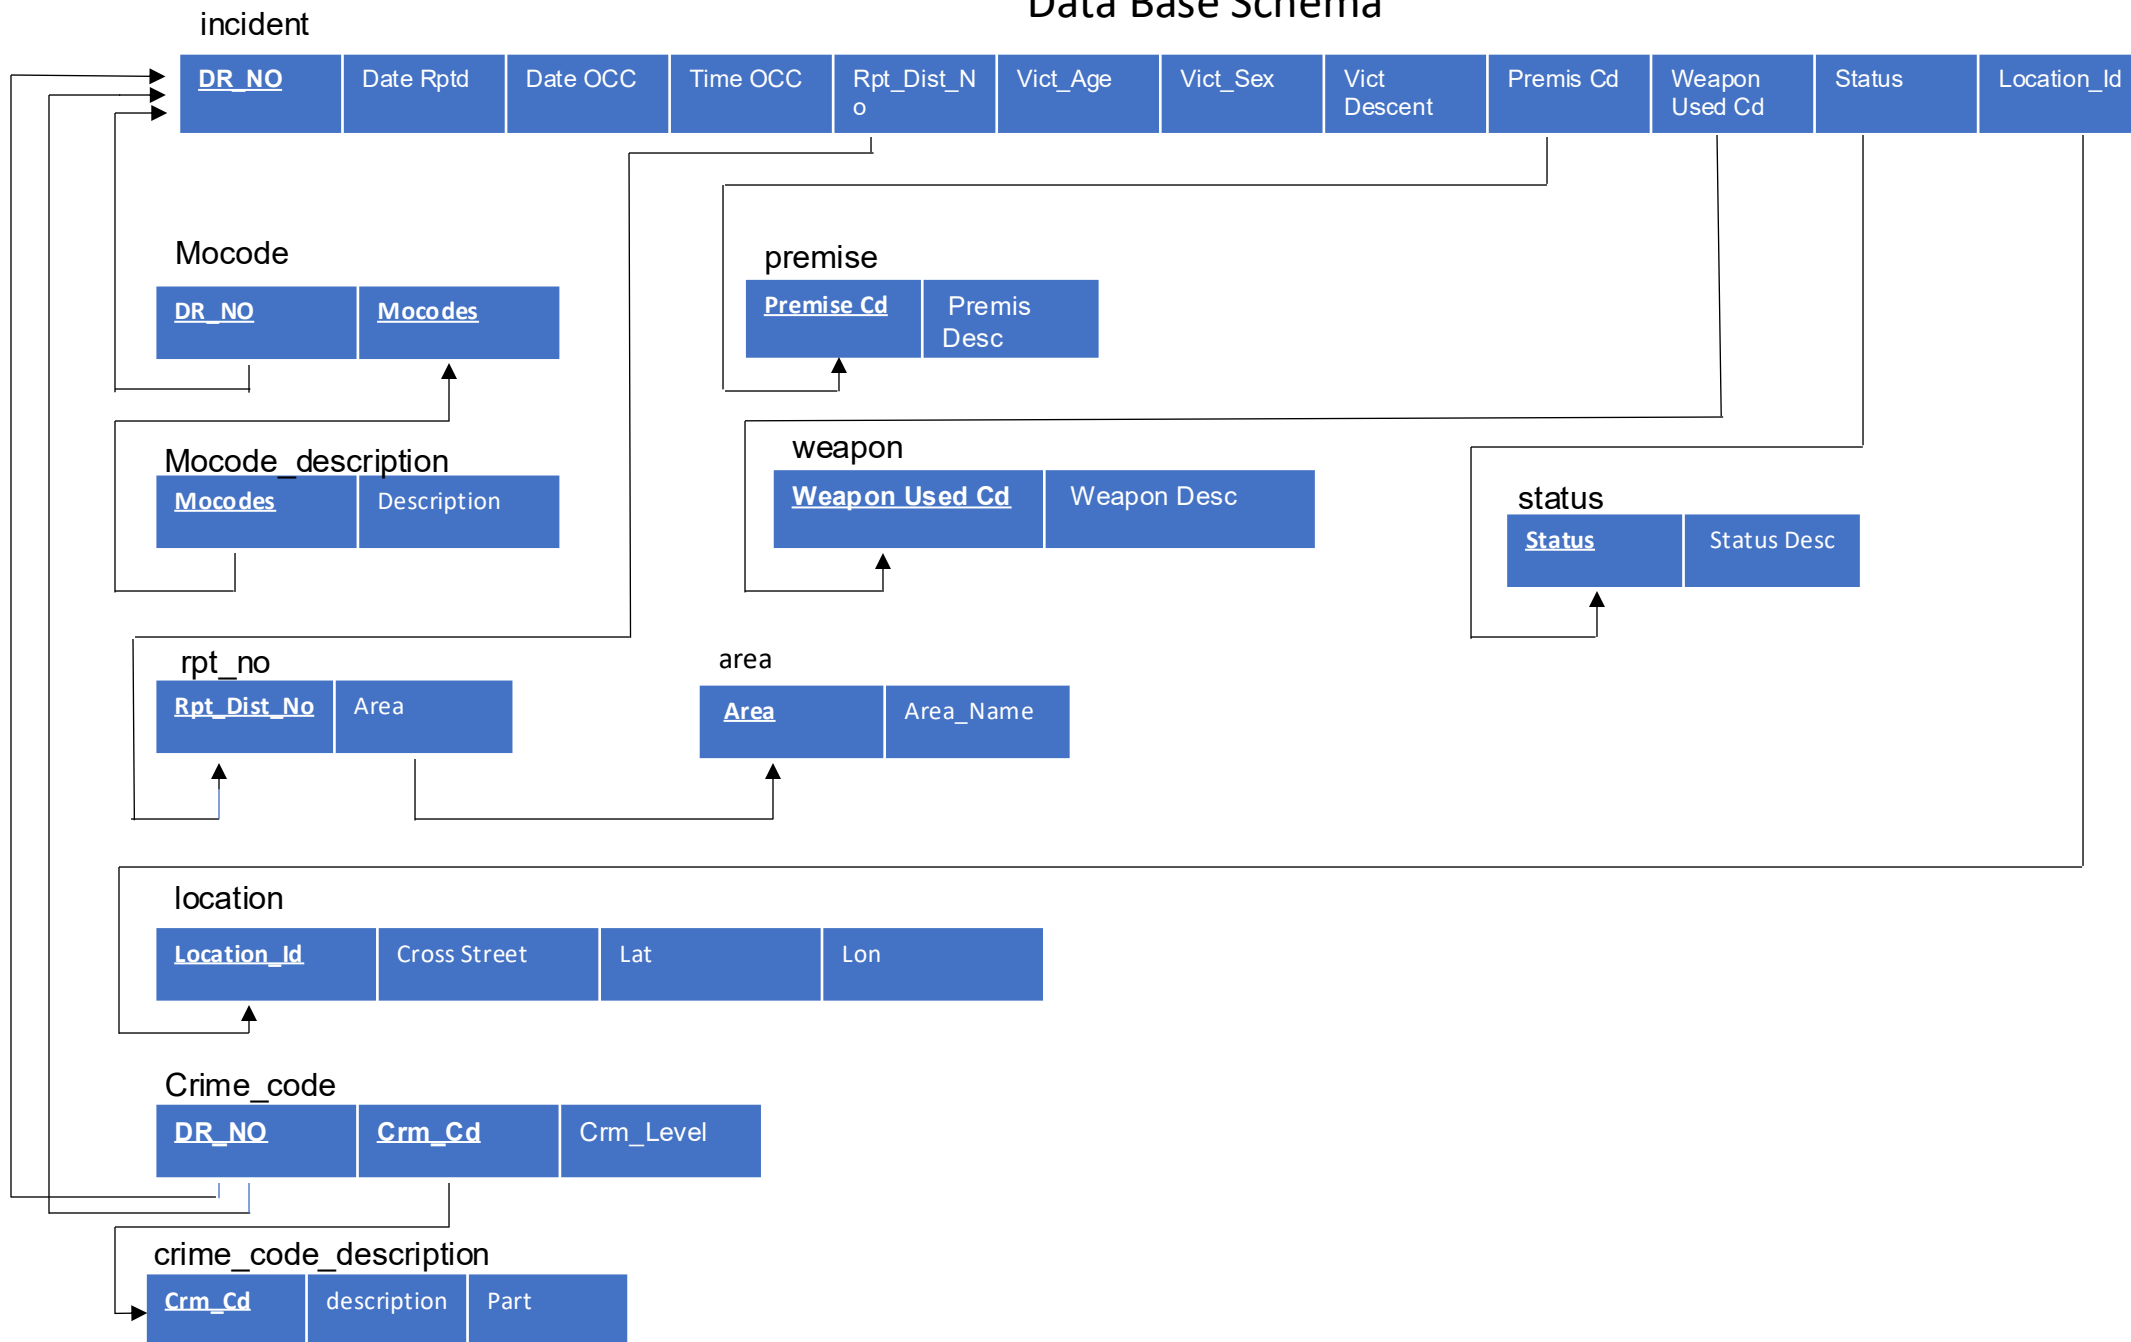 Data Base Schema
incident
DR_NO
Date Rptd
Date OCC
Time OCC
Rpt_Dist_N
o
Vict_Age
Vict_Sex
Vict
Descent
Premis Cd
Weapon
Used Cd
Status
Location_Id
Mocode
DR_NO
Mocodes
premise
Premise Cd
Premis
Desc
Mocode_description
Mocodes
Description
weapon
Weapon Used Cd
Weapon Desc
status
Status
Status Desc
rpt_no
Rpt_Dist_No
Area
area
Area
Area_Name
location
Location_Id
Cross Street
Lat
Lon
Crime_code
DR_NO
Crm_Cd
Crm_Level
crime_code_description
Crm_Cd
description
Part